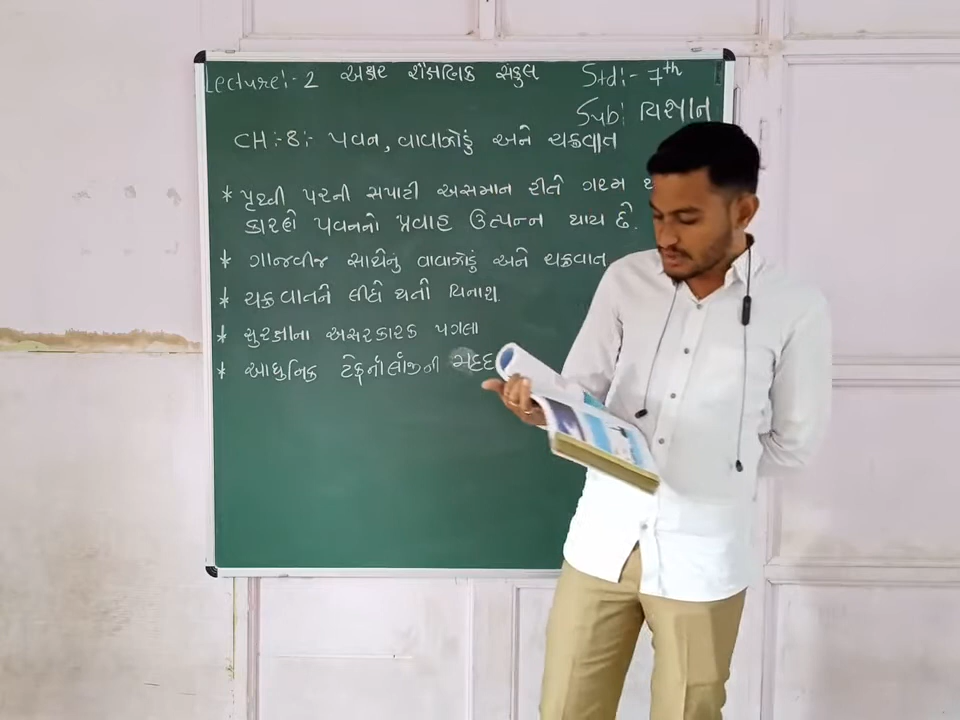 Lecture:- 2 અક્ષર શૈક્ષણિક સંકુલ Std:- 7th
Sub: વિજ્ઞાન
CH:-8:- પવન, વાવાઝોડું અને ચક્રવાત
* પૃથ્વી પરની સપાટી અસમાન રીતે ગરમ
કારણે પવનનો પ્રવાહ ઉત્પન્ન થાય છે.
* ગાજવીજ સાથેનું વાવાઝોડું અને ચક્રવાત
* ચક્રવાતને લીધે થતો વિનાશ.
* સુરક્ષાના અસરકારક પગલા
* આધુનિક ટેક્નોલૉજીની મદદ